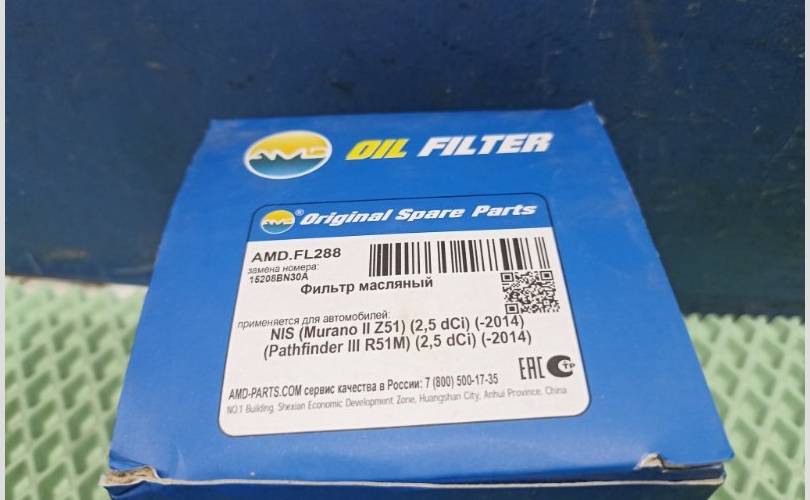 AMD OIL FILTER
AMD® Original Spare Parts
AMD.FL288
замена номера:
15208BN30A
Фильтр масляный
применяется для автомобилей:
NIS (Murano II Z51) (2,5 dCi) (-2014)
(Pathfinder III R51M) (2,5 dCi) (-2014)
EAC СТР
AMD-PARTS.COM сервис качества в России: 7 (800) 500-17-35
NO.1 Building, Shexian Economic Development Zone, Huangshan City, Anhui Province, China